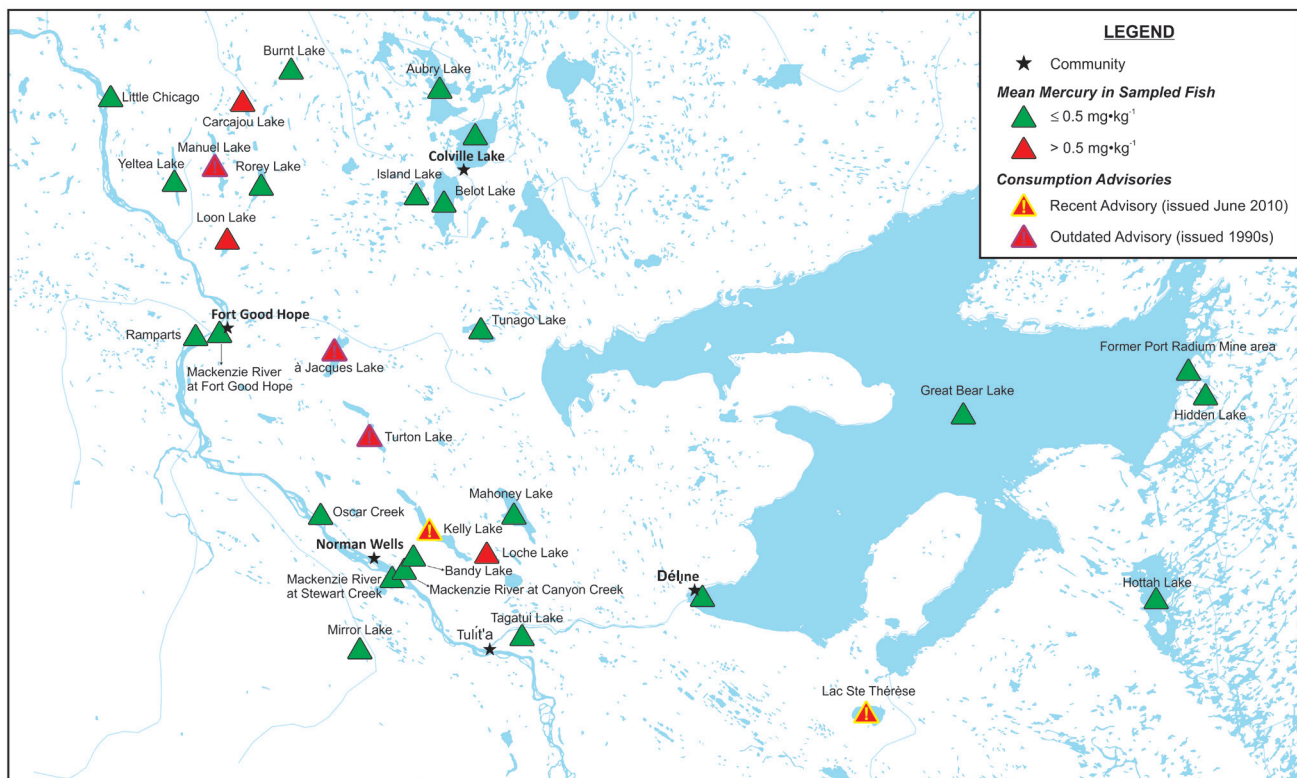 LEGEND
Community
Mean Mercury in Sampled Fish
≤ 0.5 mg•kg⁻¹
> 0.5 mg•kg⁻¹
Consumption Advisories
Recent Advisory (issued June 2010)
Outdated Advisory (issued 1990s)
Burnt Lake
Aubry Lake
Little Chicago
Carcajou Lake
Manuel Lake
Yeltea Lake
Rorey Lake
Colville Lake
Island Lake
Belot Lake
Loon Lake
Fort Good Hope
Ramparts
Tunago Lake
Mackenzie River
at Fort Good Hope
à Jacques Lake
Former Port Radium Mine area
Great Bear Lake
Hidden Lake
Turton Lake
Mahoney Lake
Oscar Creek
Kelly Lake
Norman Wells
Loche Lake
Bandy Lake
Mackenzie River
at Stewart Creek
Mackenzie River at Canyon Creek
Délı̨ne
Hottah Lake
Tagatui Lake
Mirror Lake
Tulít'a
Lac Ste Thérèse